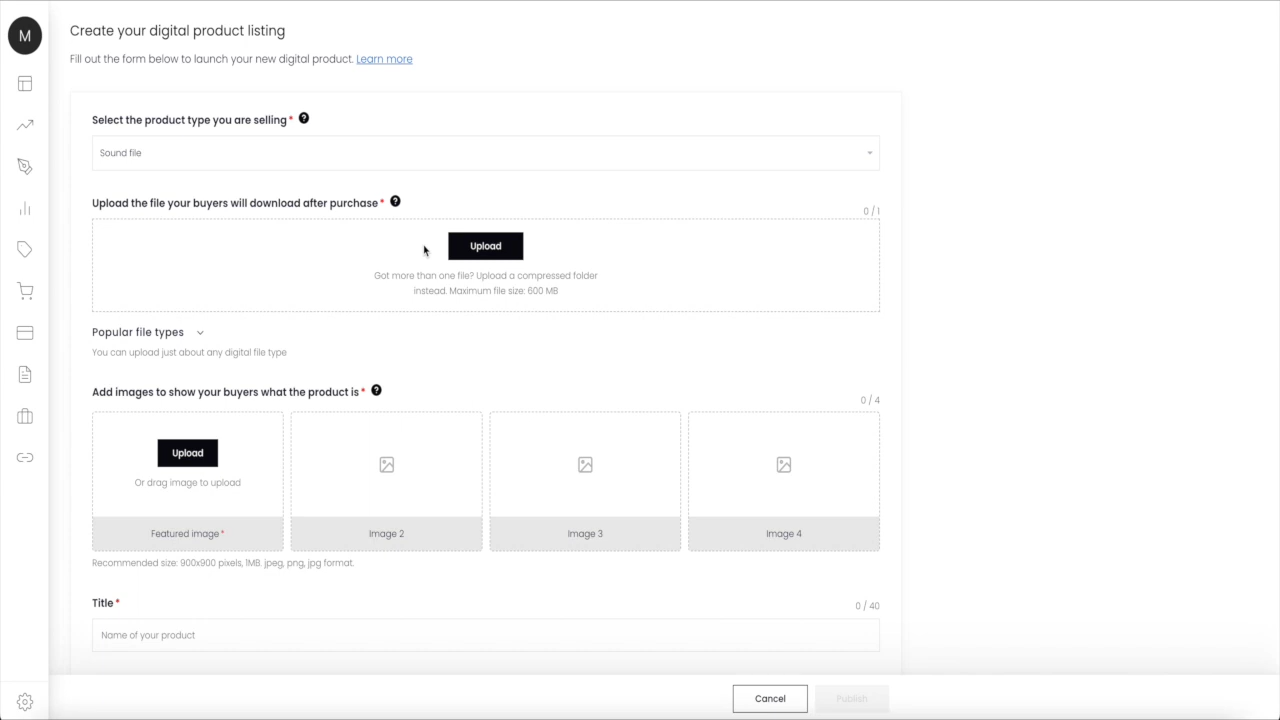 M
Create your digital product listing
Fill out the form below to launch your new digital product. Learn more
Select the product type you are selling* ?
Sound file
Upload the file your buyers will download after purchase* ?
0 / 1
Upload
Got more than one file? Upload a compressed folder
instead. Maximum file size: 600 MB
Popular file types
You can upload just about any digital file type
Add images to show your buyers what the product is* ?
0 / 4
Upload
Or drag image to upload
Featured image*
Image 2
Image 3
Image 4
Recommended size: 900x900 pixels, 1MB. jpeg, png, jpg format.
Title*
0 / 40
Name of your product
Cancel
Publish